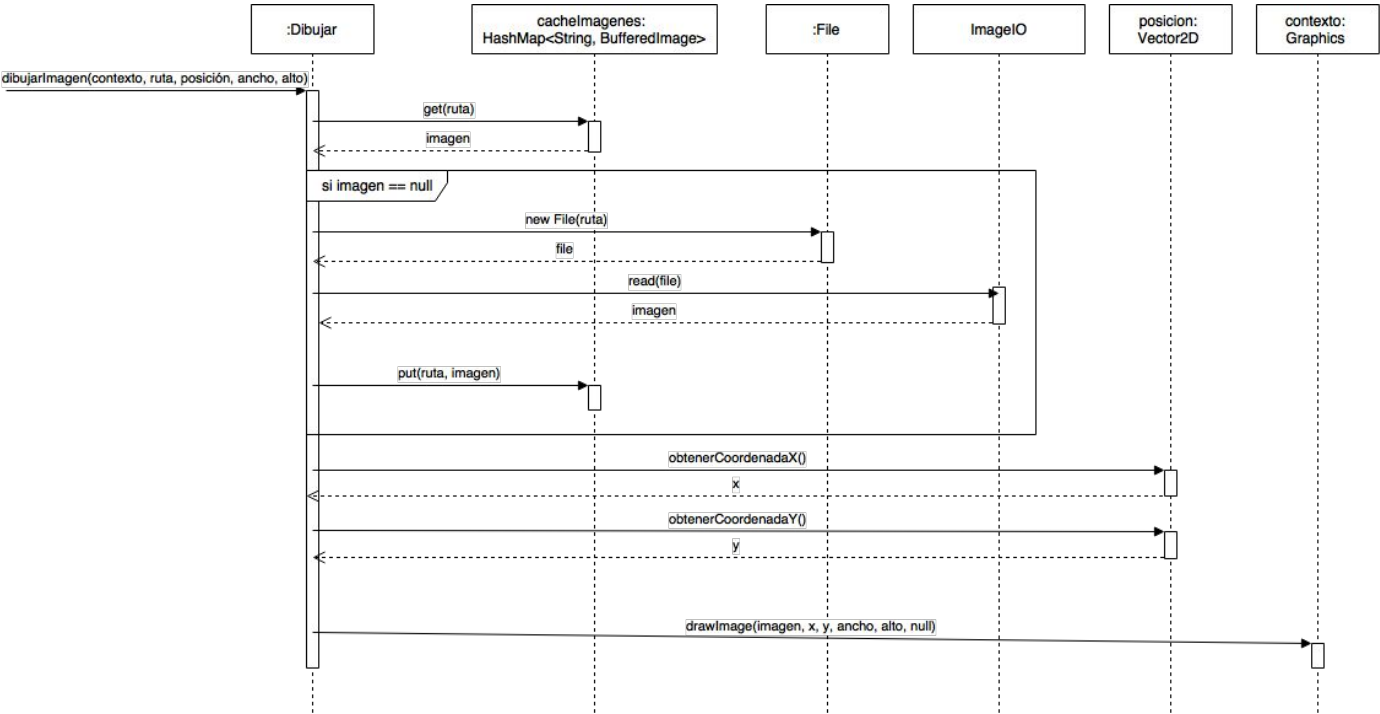 :Dibujar
cacheImagenes:
HashMap<String, BufferedImage>
:File
ImageIO
posicion:
Vector2D
contexto:
Graphics
dibujarImagen(contexto, ruta, posición, ancho, alto)
get(ruta)
imagen
si imagen == null
new File(ruta)
file
read(file)
imagen
put(ruta, imagen)
obtenerCoordenadaX()
x
obtenerCoordenadaY()
y
drawImage(imagen, x, y, ancho, alto, null)